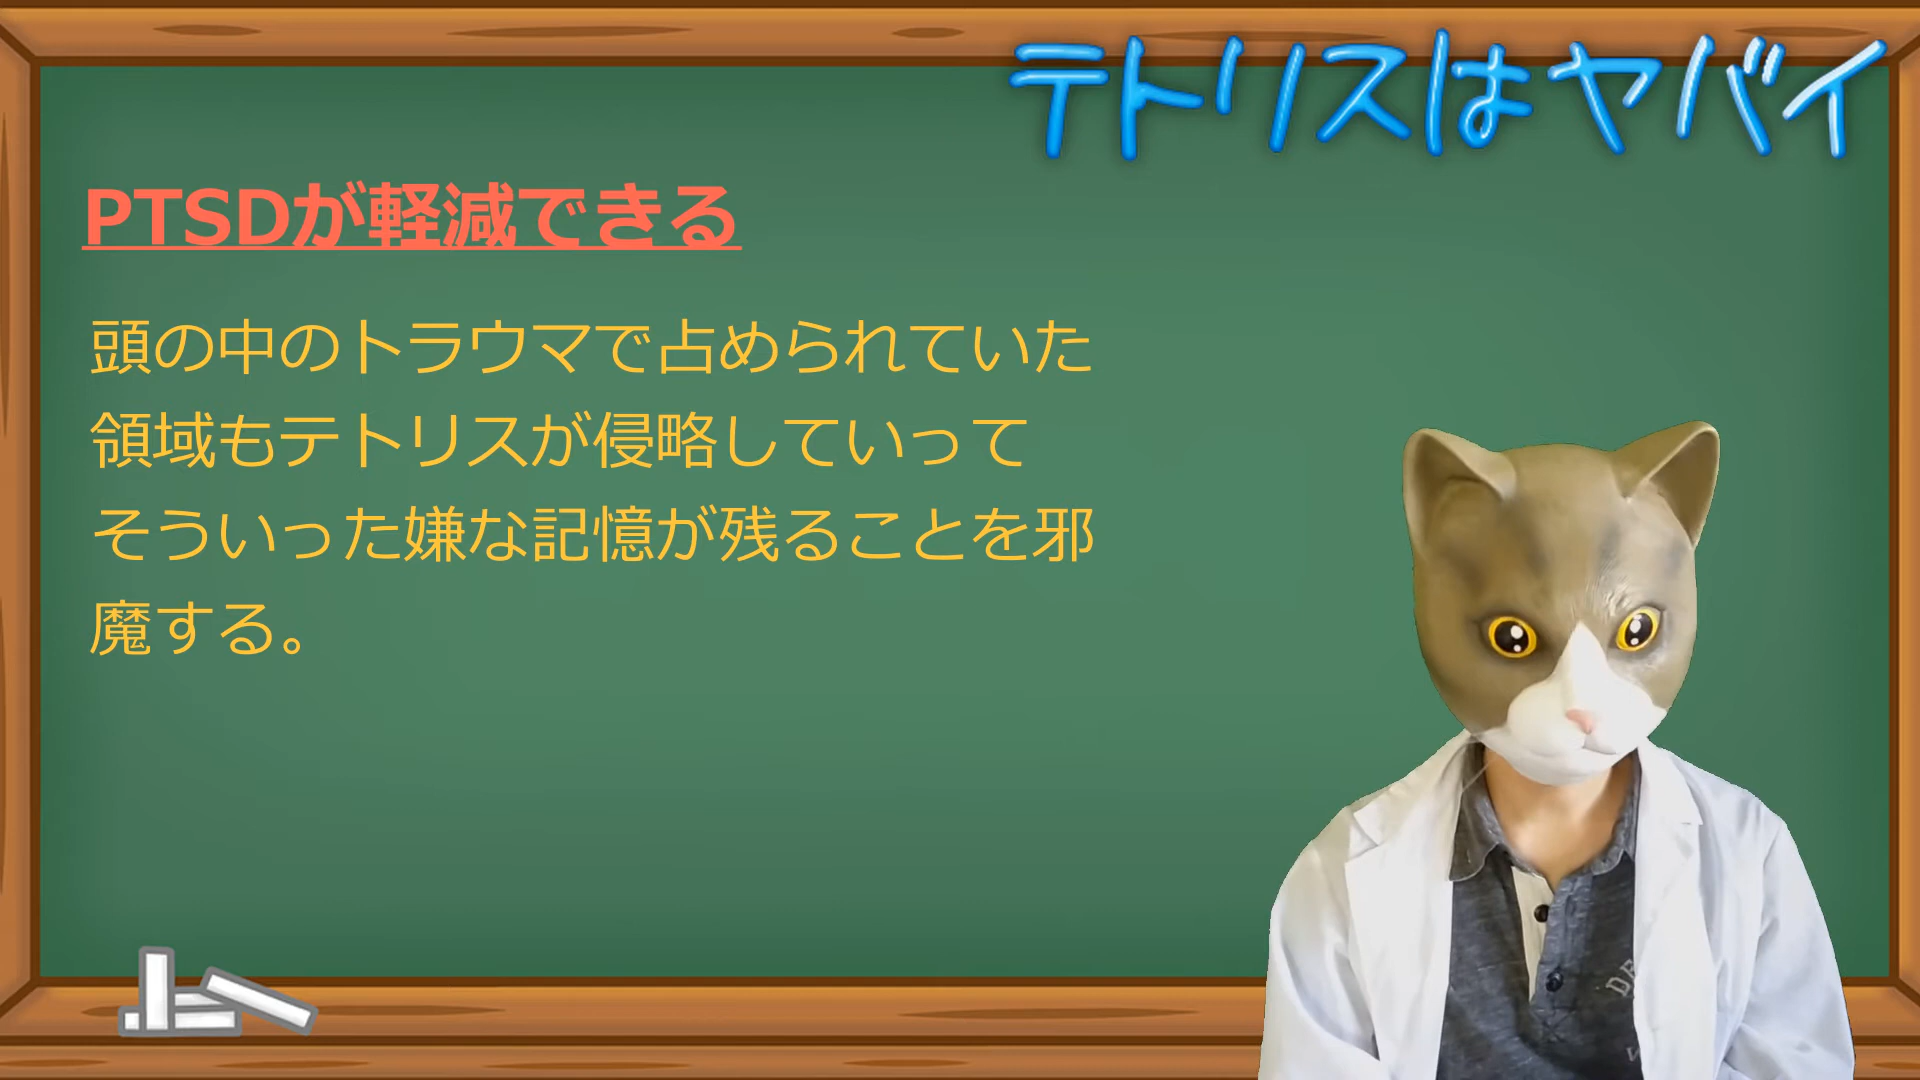 テトリスはヤバイ
PTSDが軽減できる
頭の中のトラウマで占められていた
領域もテトリスが侵略していって
そういった嫌な記憶が残ることを邪
魔する。